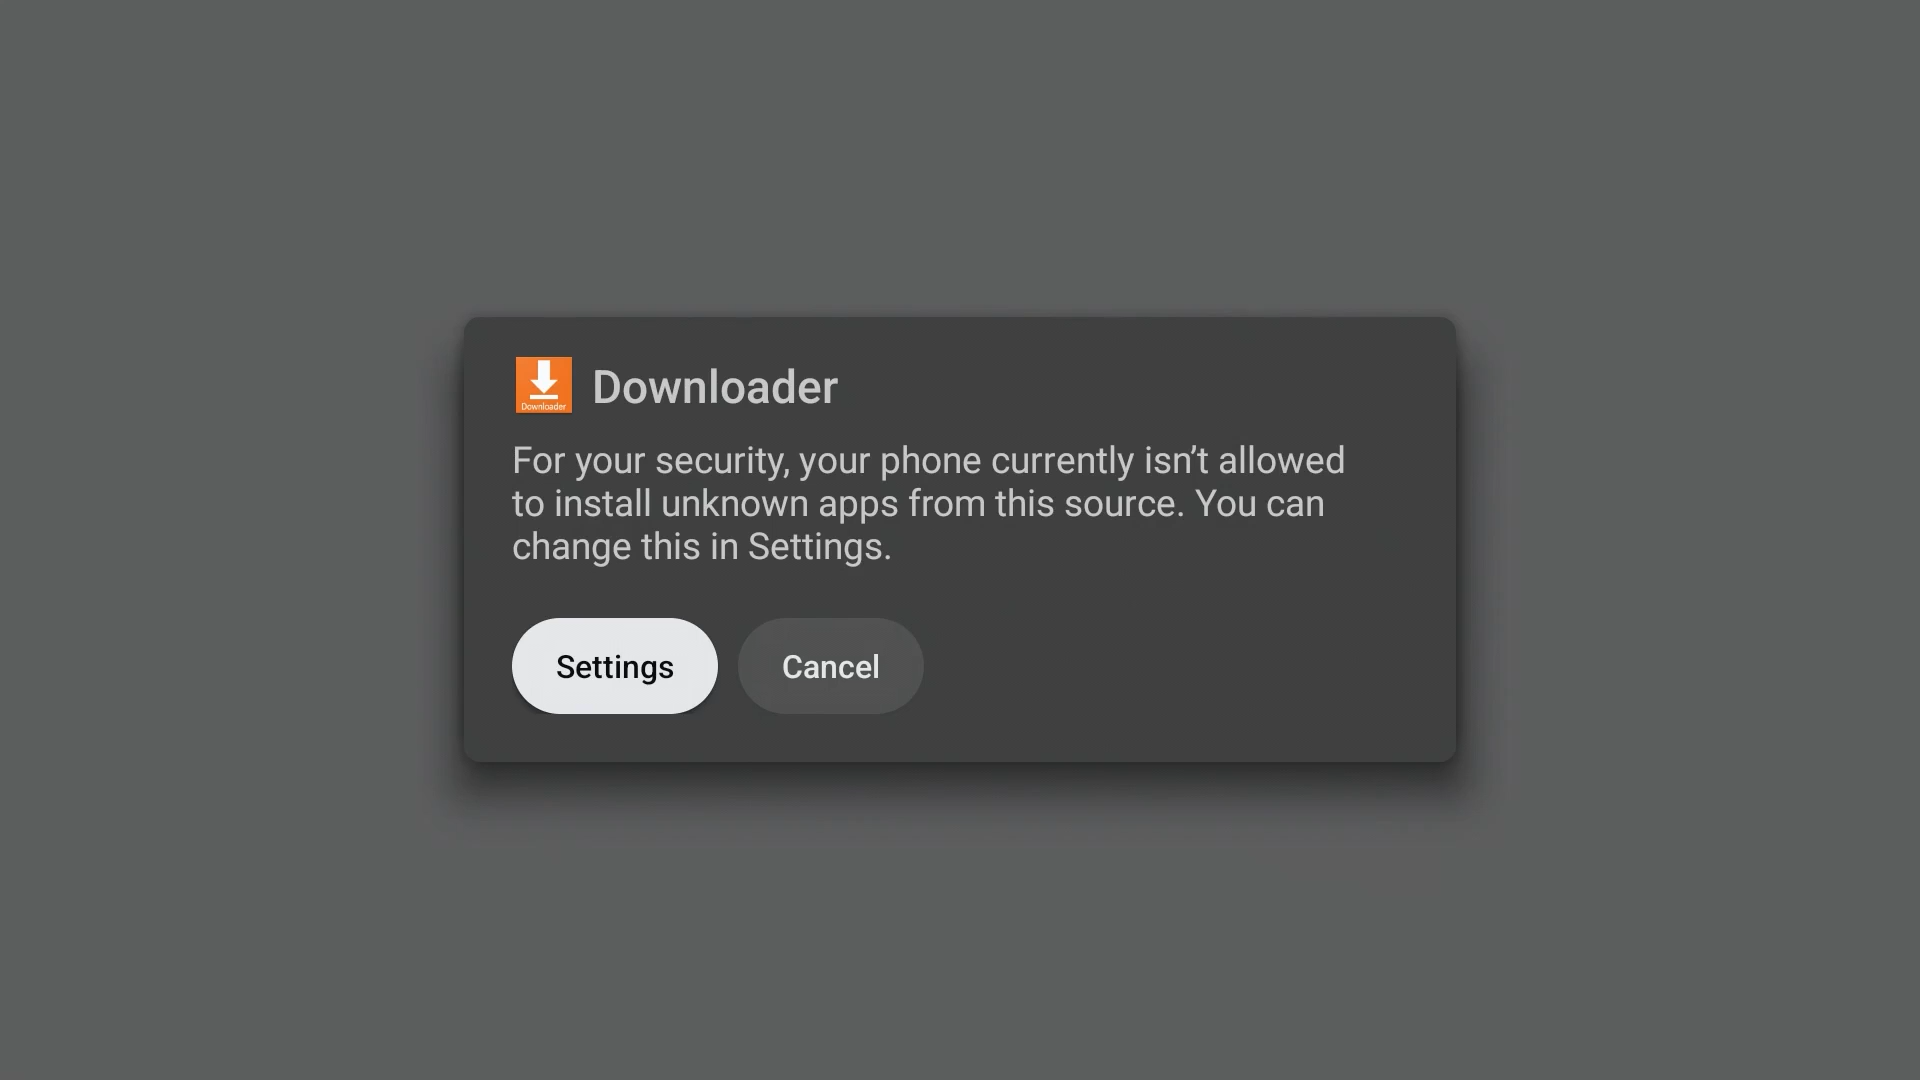 Downloader
Downloader
For your security, your phone currently isn’t allowed
to install unknown apps from this source. You can
change this in Settings.
Settings
Cancel